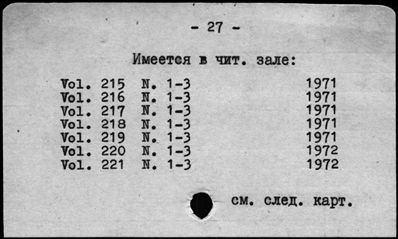 - 27 -
Имеется в чит. зале:
Vol. 215 N. 1-3 1971
Vol. 216 N. 1-3 1971
Vol. 217 N. 1-3 1971
Vol. 218 N. 1-3 1971
Vol. 219 N. 1-3 1971
Vol. 220 N. 1-3 1972
Vol. 221 N. 1-3 1972
см. след. карт.